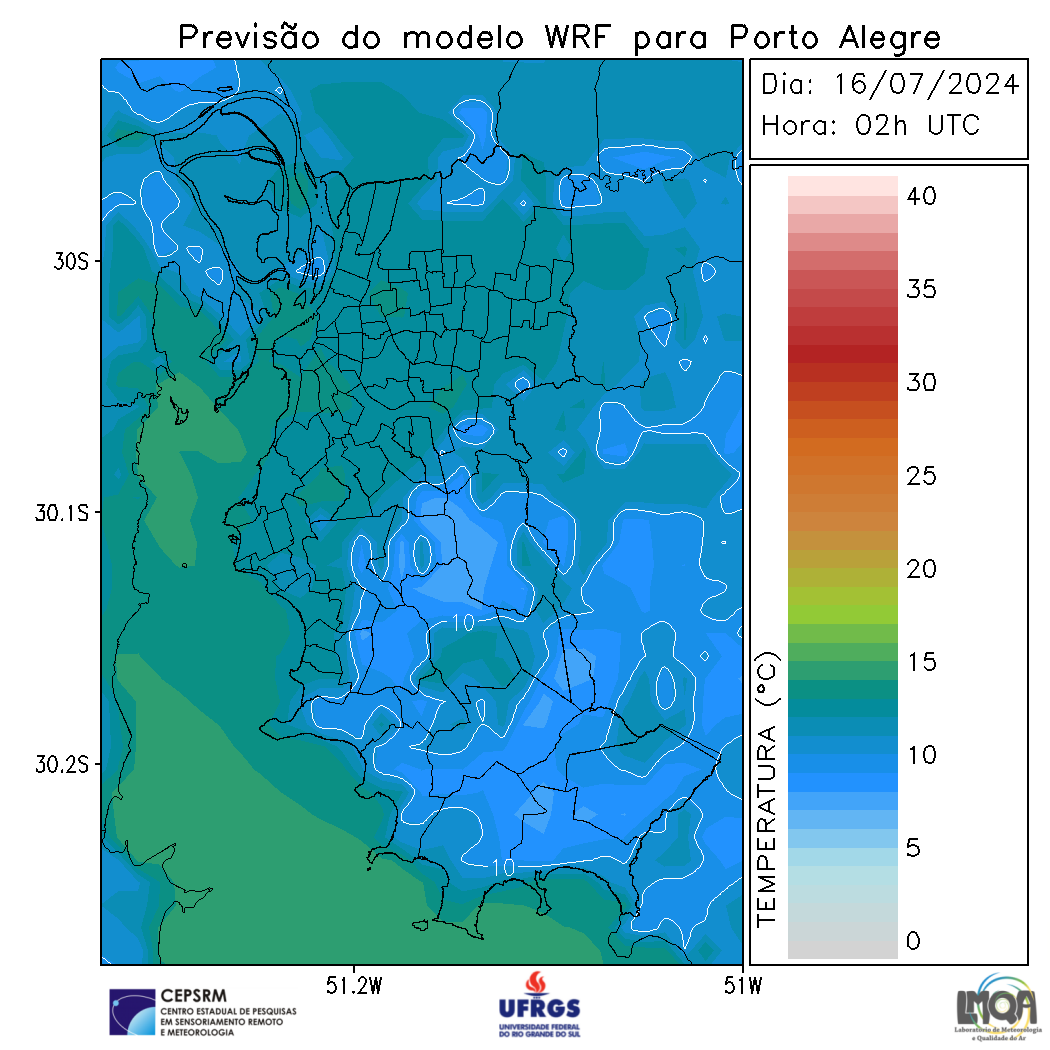 Previsão do modelo WRF para Porto Alegre
Dia: 16/07/2024
Hora: 02h UTC
40
35
30
25
20
15
10
5
0
TEMPERATURA (°C)
30S
30.1S
30.2S
10
10
51.2W
51W
CEPSRM
CENTRO ESTADUAL DE PESQUISAS
EM SENSORIAMENTO REMOTO
E METEOROLOGIA
UFRGS
UNIVERSIDADE FEDERAL
DO RIO GRANDE DO SUL
LMQA
Laboratório de Meteorologia
e Qualidade do Ar